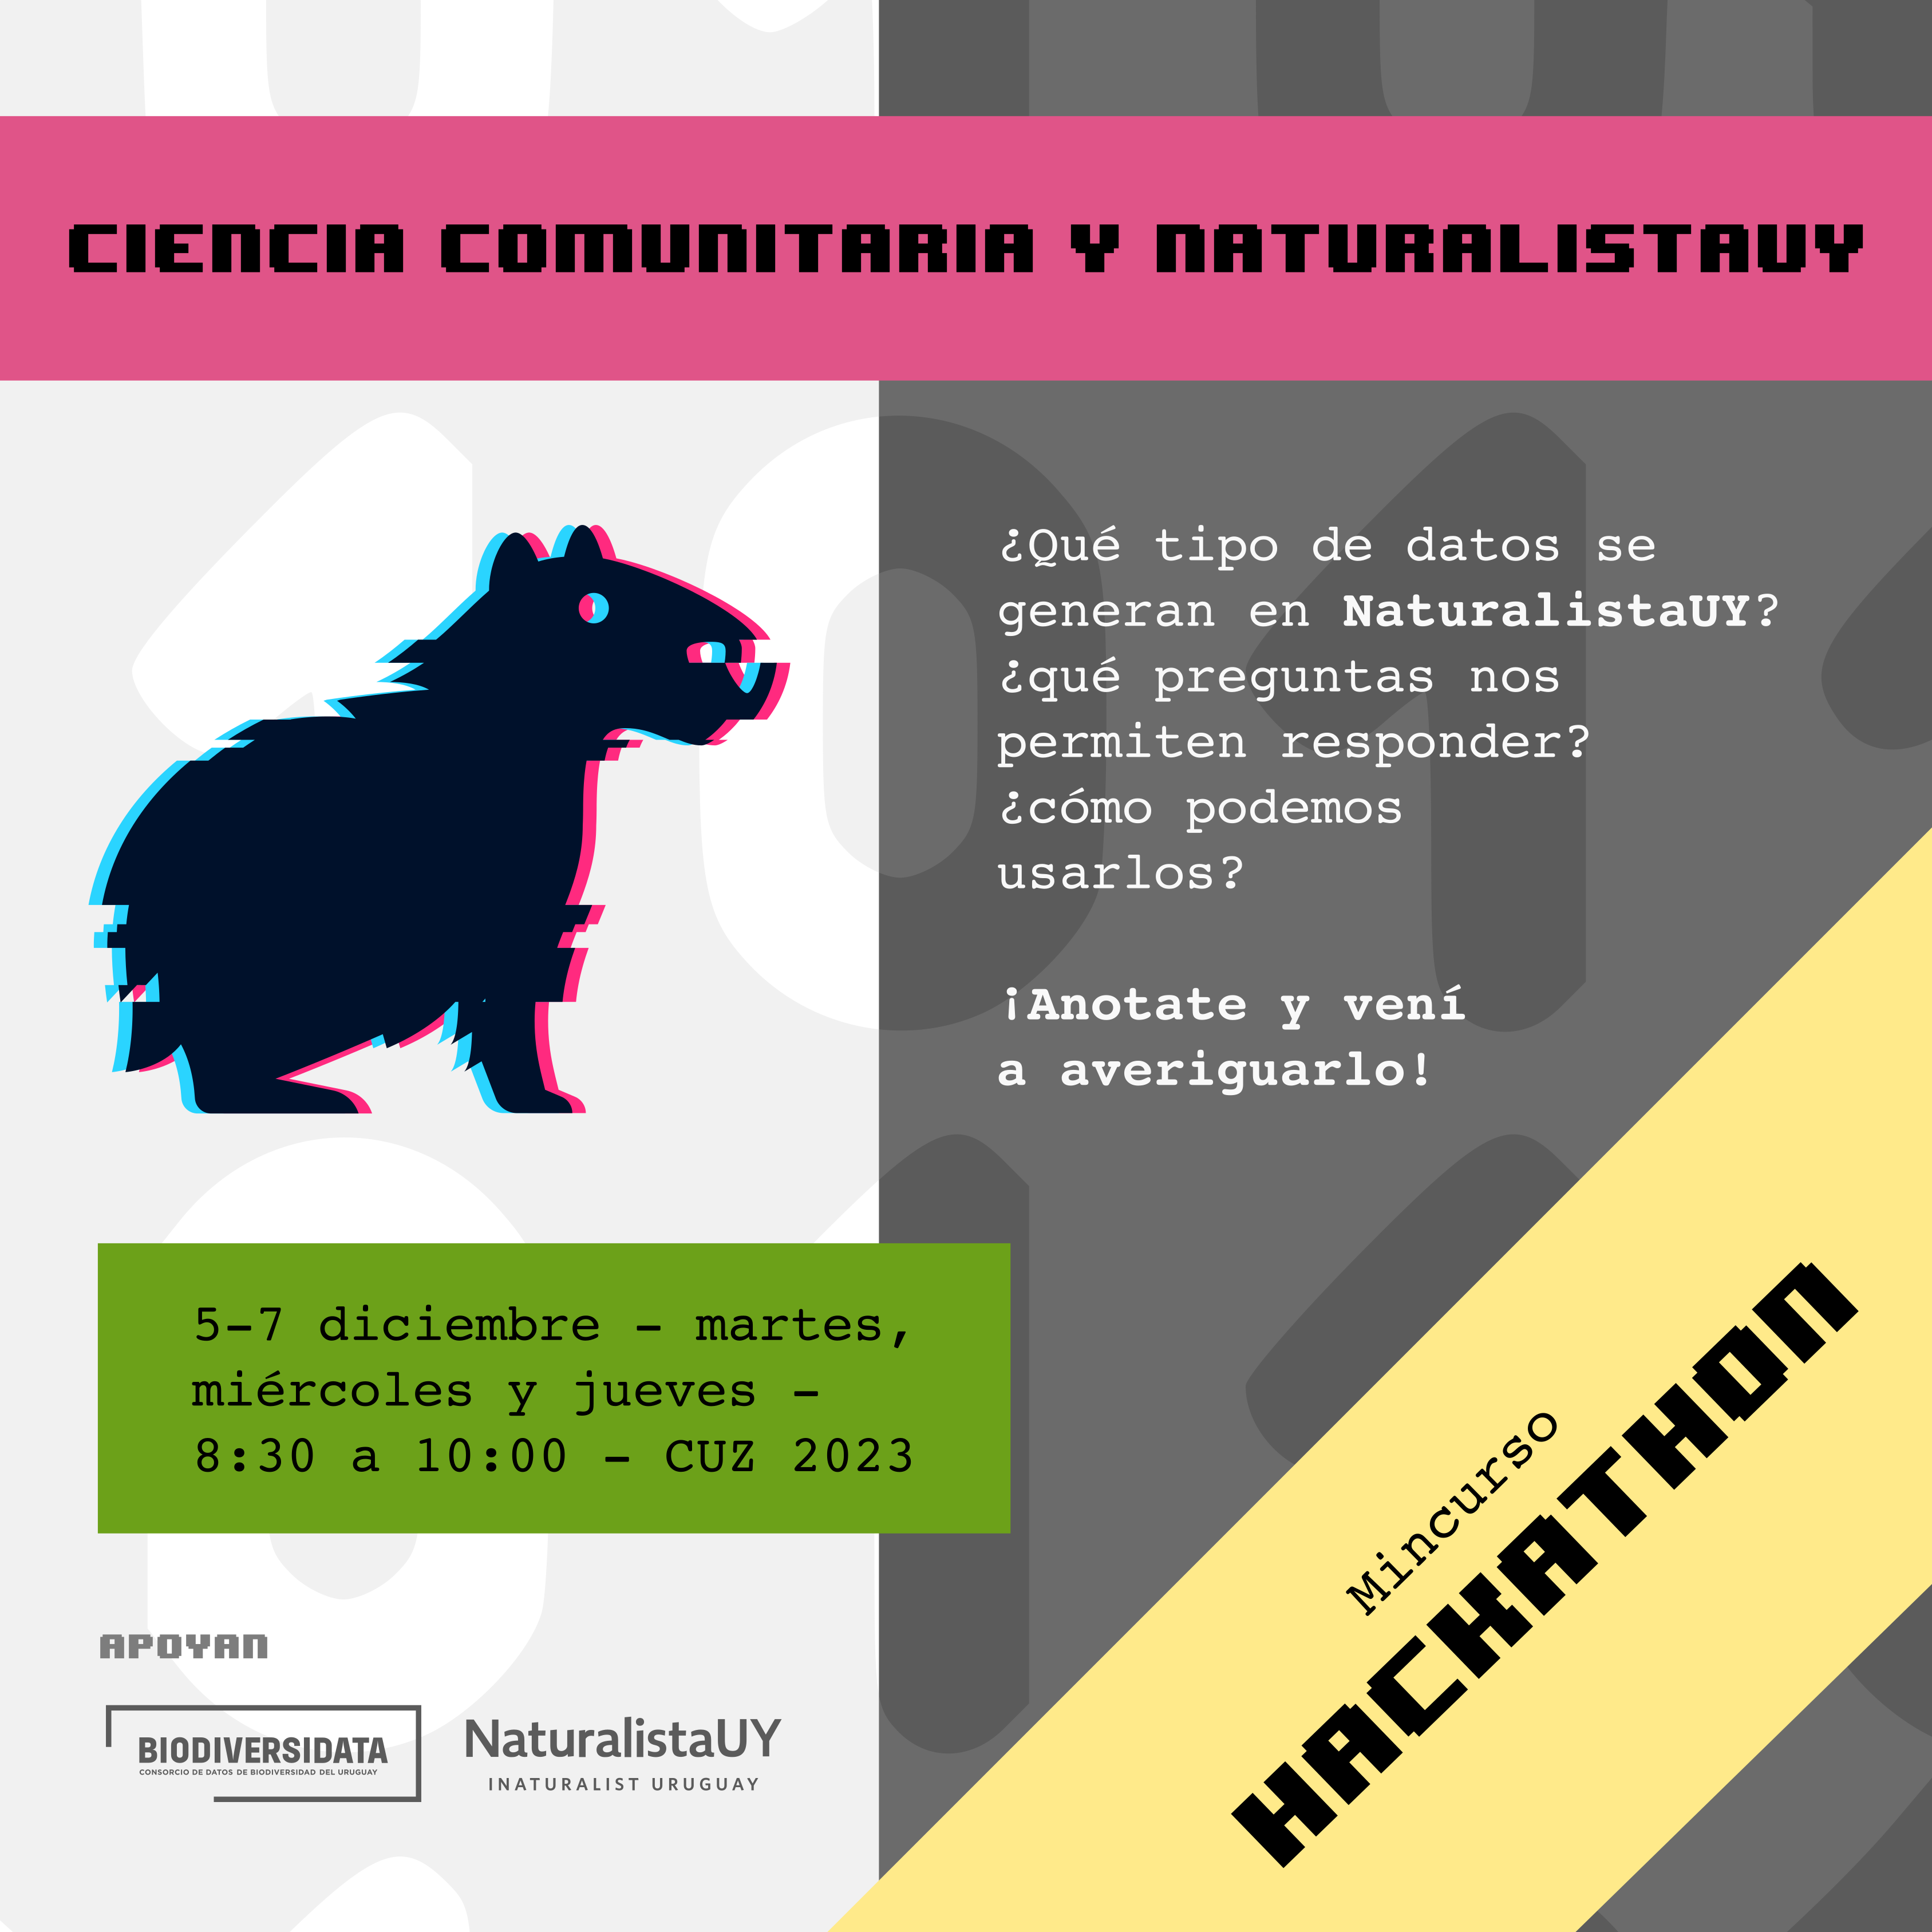 CIENCIA COMUNITARIA Y NATURALISTAUY
¿Qué tipo de datos se
generan en NaturalistaUY?
¿qué preguntas nos
permiten responder?
¿cómo podemos
usarlos?
¡Anotate y vení
a averiguarlo!
5-7 diciembre - martes,
miércoles y jueves -
8:30 a 10:00 - CUZ 2023
Mincurso
HACKATHON
APOYAN
BIODIVERSIDATA
CONSORCIO DE DATOS DE BIODIVERSIDAD DEL URUGUAY
NaturalistaUY
INATURALIST URUGUAY